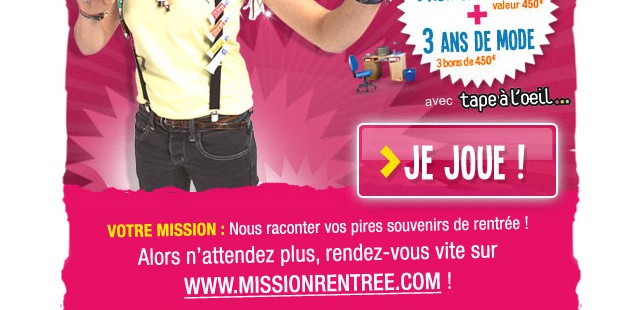 valeur 450€
+
3 ANS DE MODE
3 bons de 450€
avec tape à l'oeil...
> JE JOUE !
VOTRE MISSION : Nous raconter vos pires souvenirs de rentrée !
Alors n'attendez plus, rendez-vous vite sur
WWW.MISSIONRENTREE.COM !